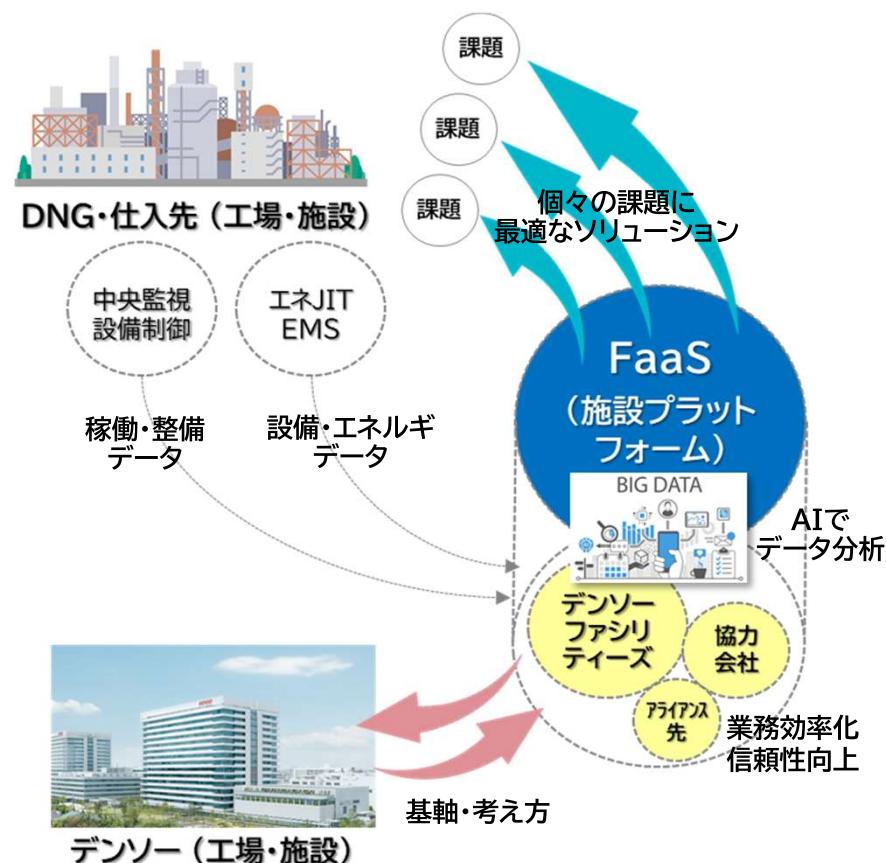 課題
課題
課題
DNG・仕入先（工場・施設）
個々の課題に
最適なソリューション
中央監視
設備制御
エネJIT
EMS
稼働・整備
データ
設備・エネルギ
データ
FaaS
（施設プラット
フォーム）
BIG DATA
AIで
データ分析
デンソー
ファシリ
ティーズ
協力
会社
アライアンス
先
業務効率化
信頼性向上
基軸・考え方
デンソー（工場・施設）